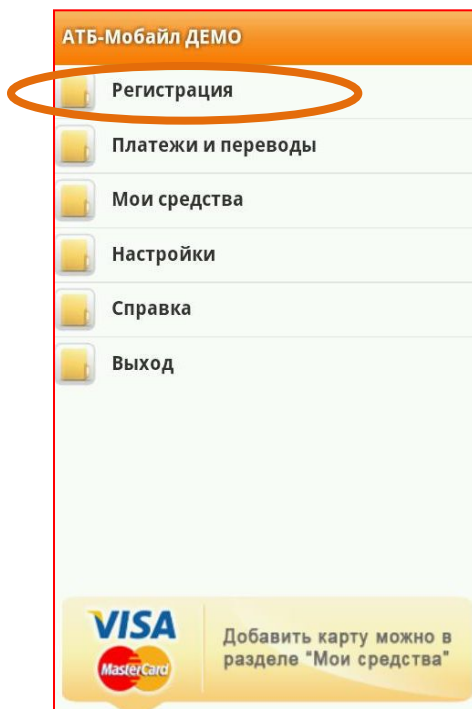 АТБ-Мобайл ДЕМО
Регистрация
Платежи и переводы
Мои средства
Настройки
Справка
Выход
VISA
MasterCard
Добавить карту можно в
разделе "Мои средства"